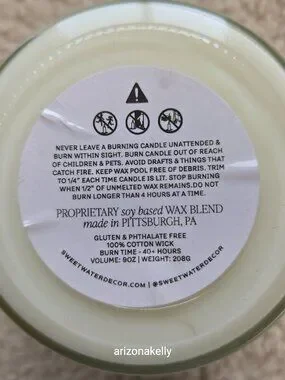 NEVER LEAVE A BURNING CANDLE UNATTENDED &
BURN WITHIN SIGHT. BURN CANDLE OUT OF REACH
OF CHILDREN & PETS. AVOID DRAFTS & THINGS THAT
CATCH FIRE. KEEP WAX POOL FREE OF DEBRIS. TRIM
TO 1/4" EACH TIME CANDLE IS LIT. STOP BURNING
WHEN 1/2" OF UNMELTED WAX REMAINS.DO NOT
BURN LONGER THAN 4 HOURS AT A TIME.
PROPRIETARY soy based WAX BLEND
made in PITTSBURGH, PA
GLUTEN & PHTHALATE FREE
100% COTTON WICK
BURN TIME - 40+ HOURS
VOLUME: 9OZ | WEIGHT: 208G
SWEETWATERDECOR.COM | @SWEETWATERDECOR
arizonakelly